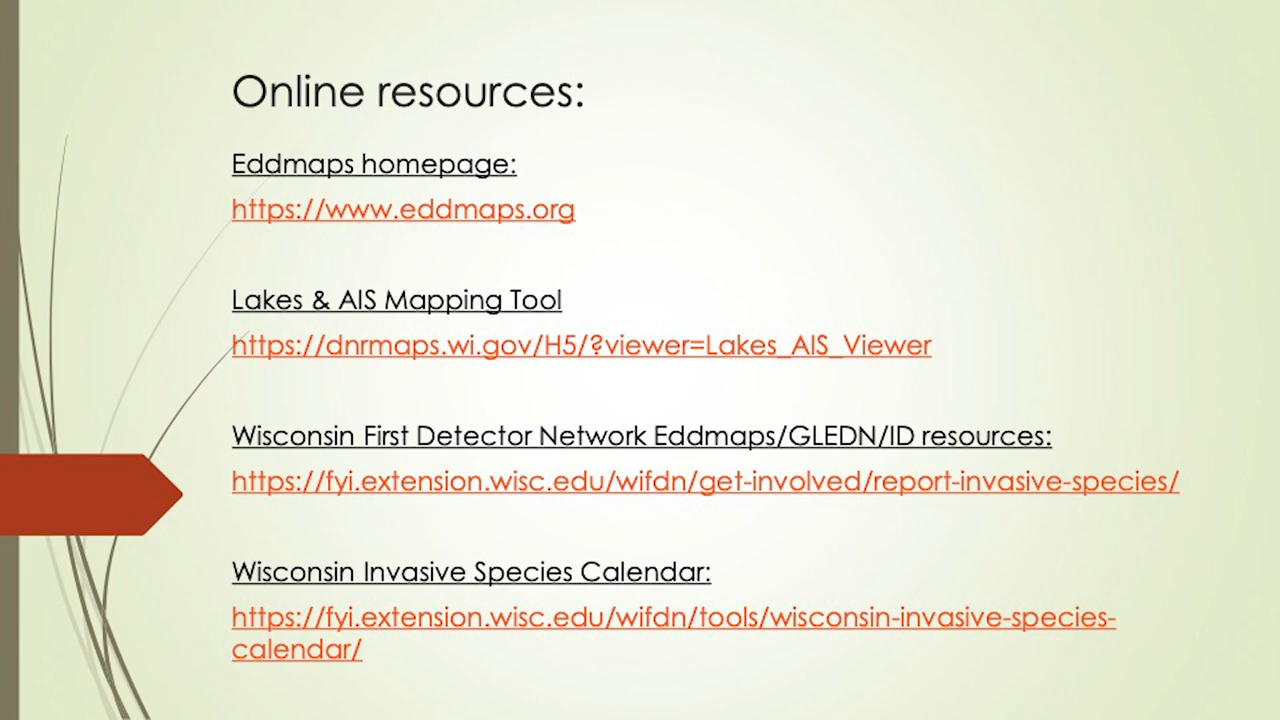 Online resources:
Eddmaps homepage:
https://www.eddmaps.org
Lakes & AIS Mapping Tool
https://dnrmaps.wi.gov/H5/?viewer=Lakes_AIS_Viewer
Wisconsin First Detector Network Eddmaps/GLEDN/ID resources:
https://fyi.extension.wisc.edu/wifdn/get-involved/report-invasive-species/
Wisconsin Invasive Species Calendar:
https://fyi.extension.wisc.edu/wifdn/tools/wisconsin-invasive-species-
calendar/